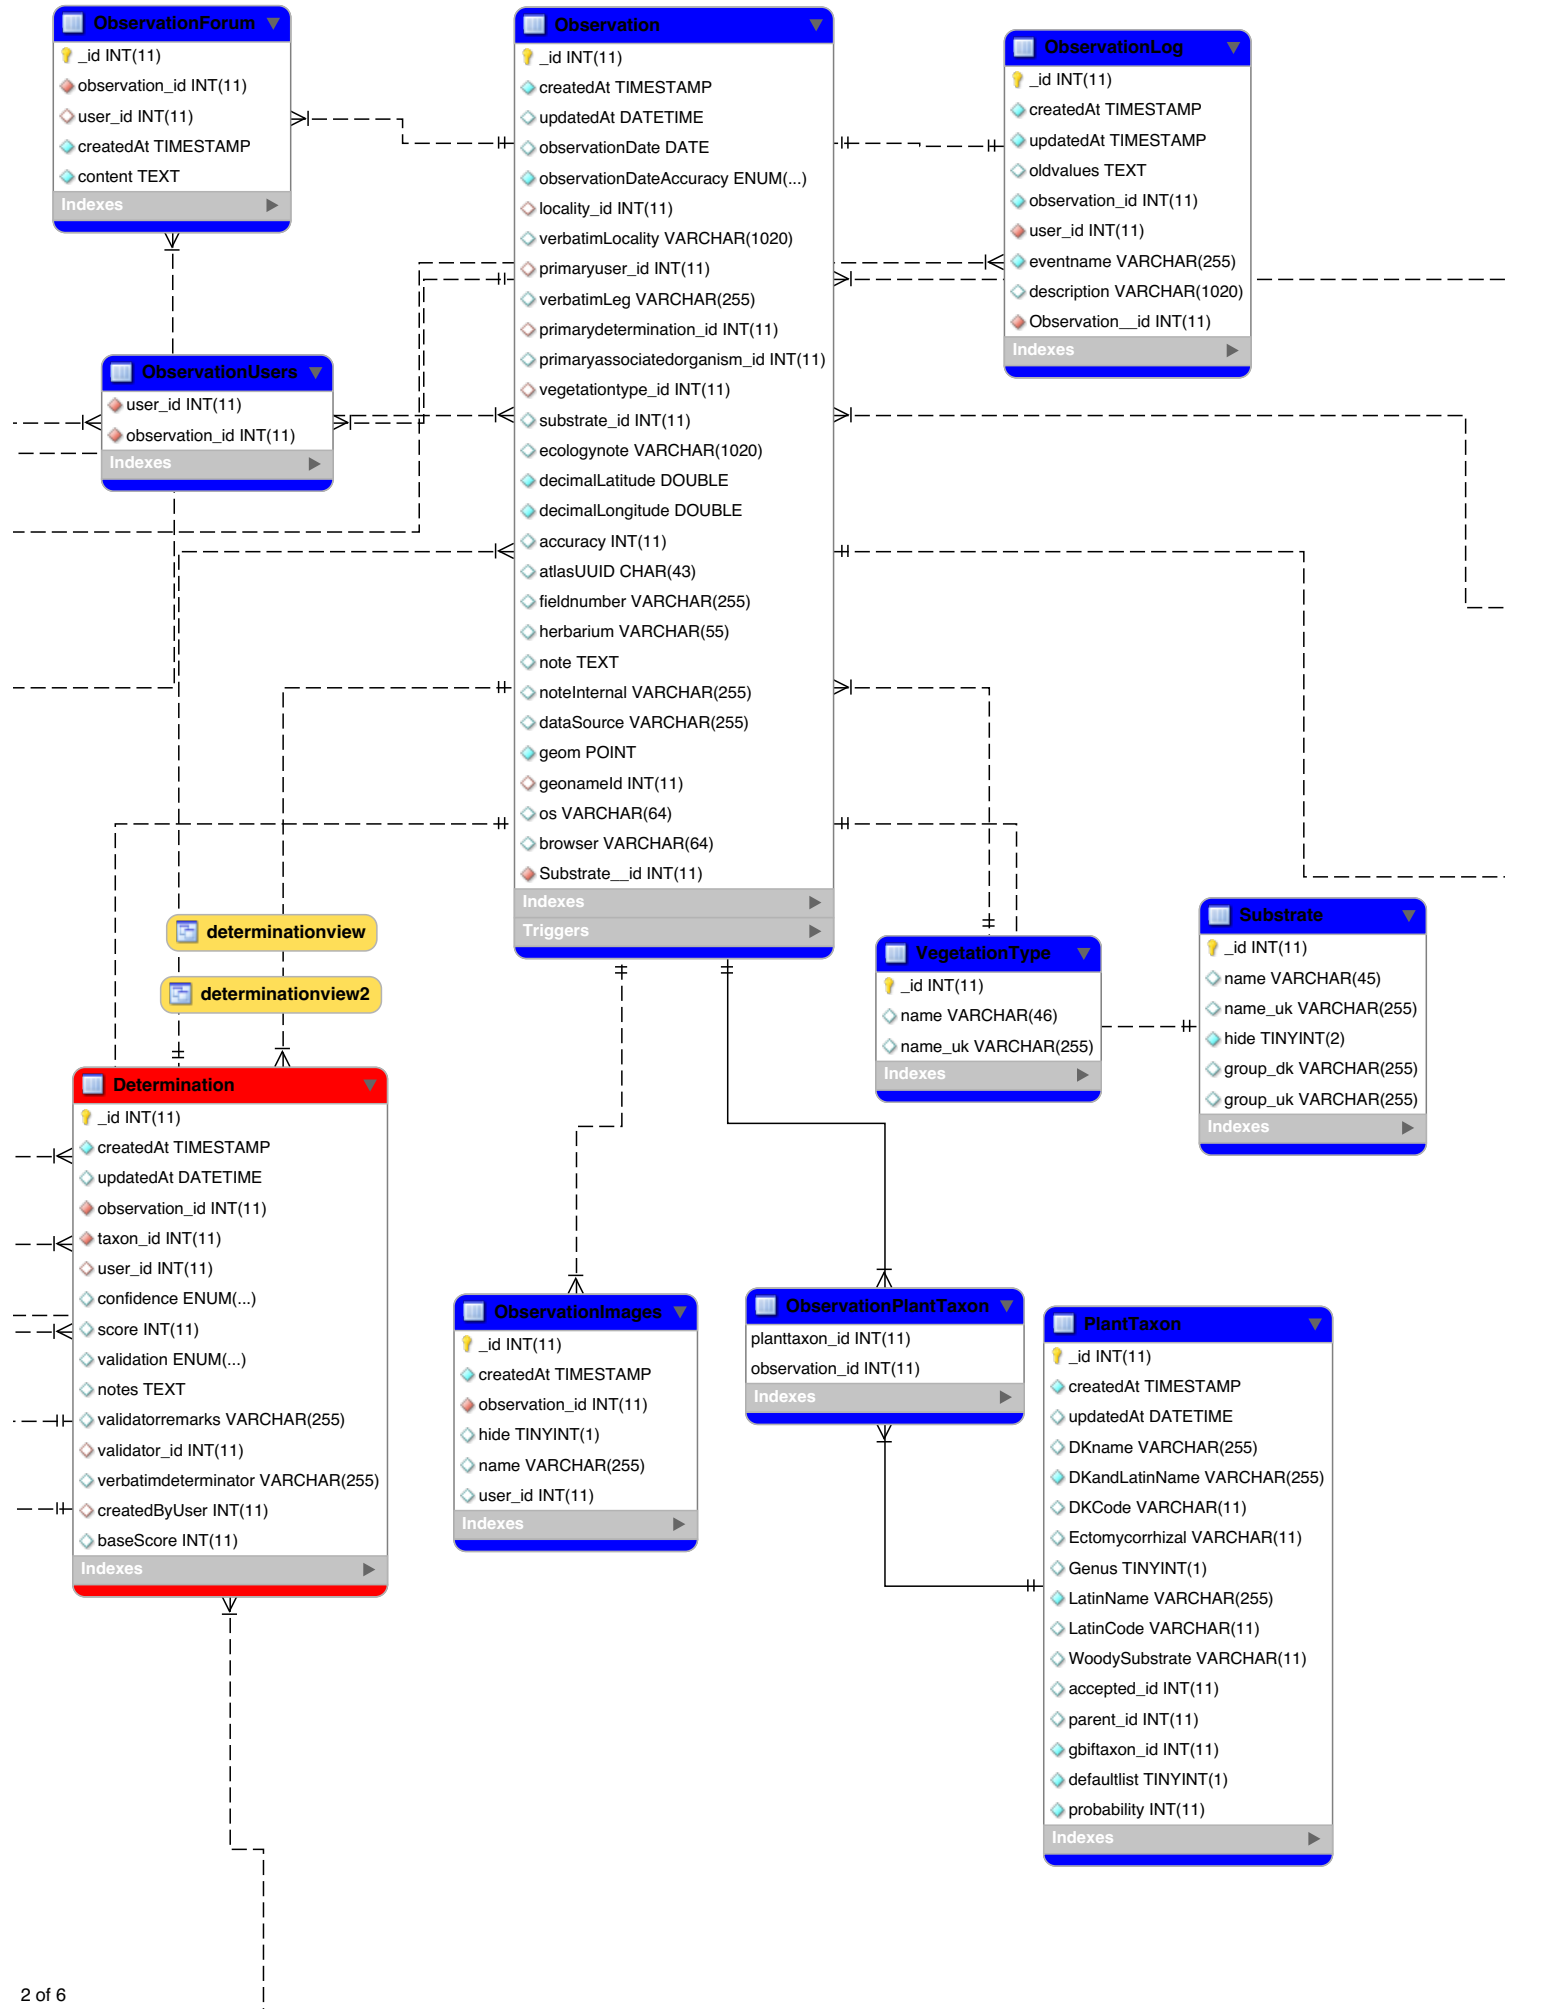 ObservationForum
_id INT(11)
observation_id INT(11)
user_id INT(11)
createdAt TIMESTAMP
content TEXT
Indexes
Observation
_id INT(11)
createdAt TIMESTAMP
updatedAt DATETIME
observationDate DATE
observationDateAccuracy ENUM(...)
locality_id INT(11)
verbatimLocality VARCHAR(1020)
primaryuser_id INT(11)
verbatimLeg VARCHAR(255)
primarydetermination_id INT(11)
primaryassociatedorganism_id INT(11)
vegetationtype_id INT(11)
substrate_id INT(11)
ecologynote VARCHAR(1020)
decimalLatitude DOUBLE
decimalLongitude DOUBLE
accuracy INT(11)
atlasUUID CHAR(43)
fieldnumber VARCHAR(255)
herbarium VARCHAR(55)
note TEXT
noteInternal VARCHAR(255)
dataSource VARCHAR(255)
geom POINT
geonameId INT(11)
os VARCHAR(64)
browser VARCHAR(64)
Substrate__id INT(11)
Indexes
Triggers
ObservationLog
_id INT(11)
createdAt TIMESTAMP
updatedAt TIMESTAMP
oldvalues TEXT
observation_id INT(11)
user_id INT(11)
eventname VARCHAR(255)
description VARCHAR(1020)
Observation__id INT(11)
Indexes
ObservationUsers
user_id INT(11)
observation_id INT(11)
Indexes
determinationview
determinationview2
VegetationType
_id INT(11)
name VARCHAR(46)
name_uk VARCHAR(255)
Indexes
Substrate
_id INT(11)
name VARCHAR(45)
name_uk VARCHAR(255)
hide TINYINT(2)
group_dk VARCHAR(255)
group_uk VARCHAR(255)
Indexes
Determination
_id INT(11)
createdAt TIMESTAMP
updatedAt DATETIME
observation_id INT(11)
taxon_id INT(11)
user_id INT(11)
confidence ENUM(...)
score INT(11)
validation ENUM(...)
notes TEXT
validatorremarks VARCHAR(255)
validator_id INT(11)
verbatimdeterminator VARCHAR(255)
createdByUser INT(11)
baseScore INT(11)
Indexes
ObservationImages
_id INT(11)
createdAt TIMESTAMP
observation_id INT(11)
hide TINYINT(1)
name VARCHAR(255)
user_id INT(11)
Indexes
ObservationPlantTaxon
planttaxon_id INT(11)
observation_id INT(11)
Indexes
PlantTaxon
_id INT(11)
createdAt TIMESTAMP
updatedAt DATETIME
DKname VARCHAR(255)
DKandLatinName VARCHAR(255)
DKCode VARCHAR(11)
Ectomycorrhizal VARCHAR(11)
Genus TINYINT(1)
LatinName VARCHAR(255)
LatinCode VARCHAR(11)
WoodySubstrate VARCHAR(11)
accepted_id INT(11)
parent_id INT(11)
gbiftaxon_id INT(11)
defaultlist TINYINT(1)
probability INT(11)
Indexes
2 of 6